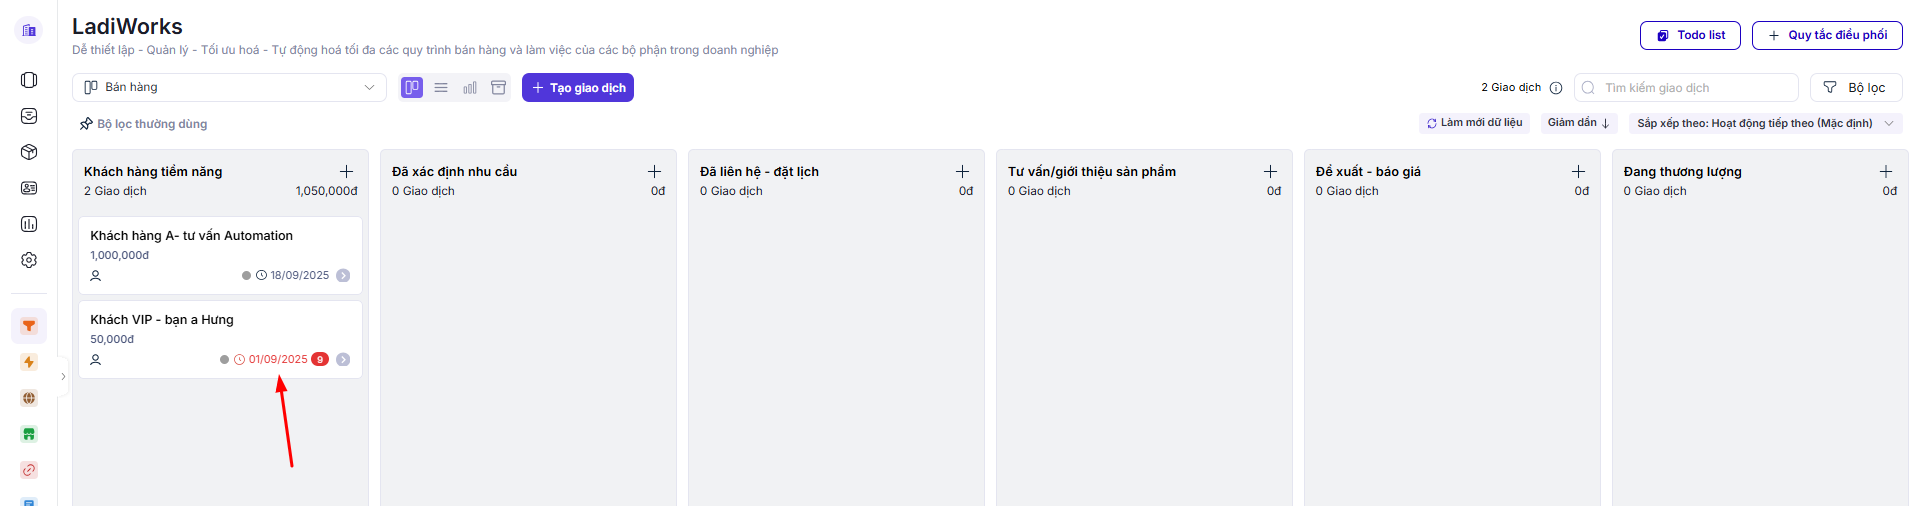 LadiWorks
Dễ thiết lập - Quản lý - Tối ưu hoá - Tự động hoá tối đa các quy trình bán hàng và làm việc của các bộ phận trong doanh nghiệp
Todo list
Quy tắc điều phối
Bán hàng
Tạo giao dịch
2 Giao dịch
Tìm kiếm giao dịch
Bộ lọc
Bộ lọc thường dùng
Làm mới dữ liệu
Giảm dần
Sắp xếp theo: Hoạt động tiếp theo (Mặc định)
Khách hàng tiềm năng
2 Giao dịch 1,050,000đ
Khách hàng A- tư vấn Automation
1,000,000đ
18/09/2025
Khách VIP - bạn a Hưng
50,000đ
01/09/2025 9
Đã xác định nhu cầu
0 Giao dịch 0đ
Đã liên hệ - đặt lịch
0 Giao dịch 0đ
Tư vấn/giới thiệu sản phẩm
0 Giao dịch 0đ
Đề xuất - báo giá
0 Giao dịch 0đ
Đang thương lượng
0 Giao dịch 0đ